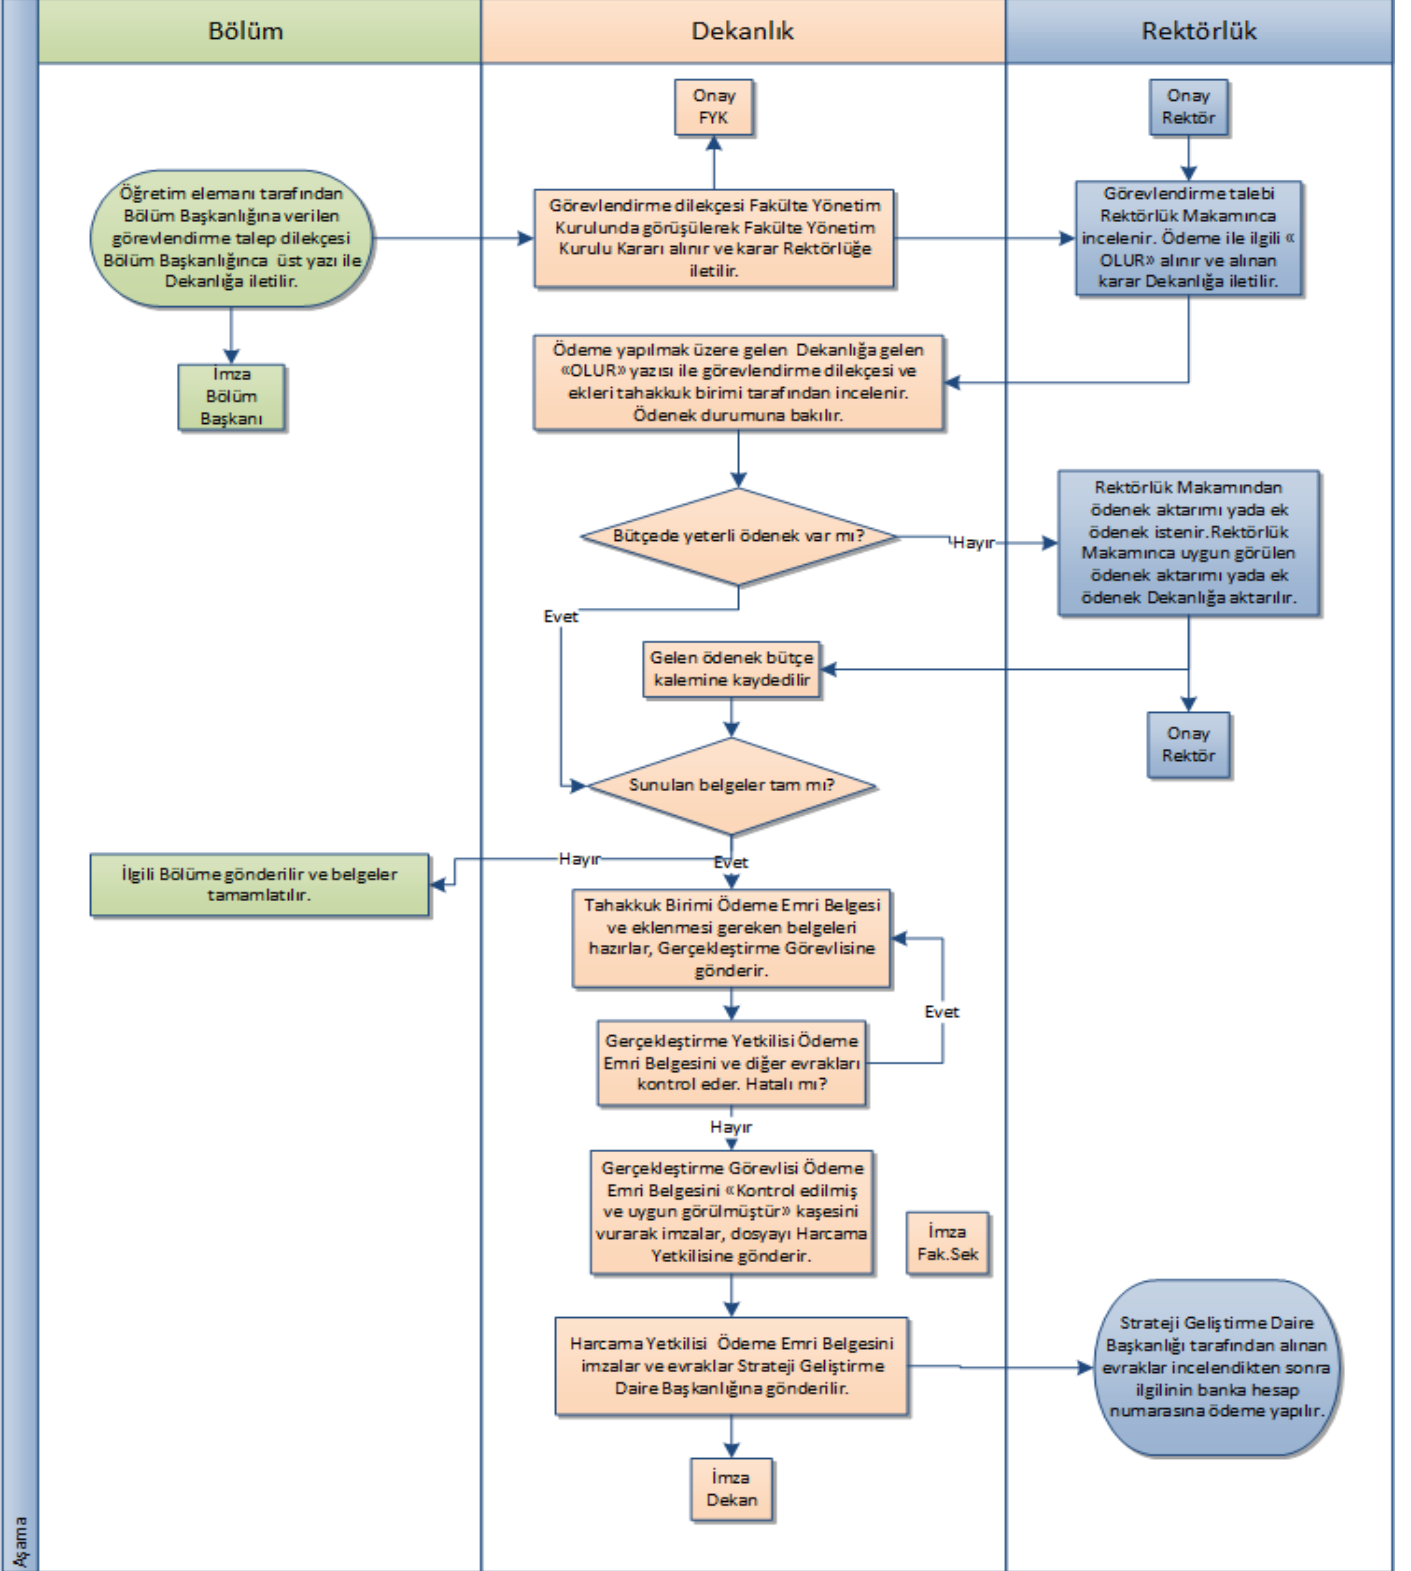 Bölüm
Dekanlık
Rektörlük
Onay
FYK
Onay
Rektör
Öğretim elemanı tarafından
Bölüm Başkanlığına verilen
görevlendirme talep dilekçesi
Bölüm Başkanlığınca üst yazı ile
Dekanlığa iletilir.
Görevlendirme dilekçesi Fakülte Yönetim
Kurulunda görüşülerek Fakülte Yönetim
Kurulu Kararı alınır ve karar Rektörlüğe
iletilir.
Görevlendirme talebi
Rektörlük Makamınca
incelenir. Ödeme ile ilgili «
OLUR» alınır ve alınan
karar Dekanlığa iletilir.
İmza
Bölüm
Başkanı
Ödeme yapılmak üzere gelen Dekanlığa gelen
«OLUR» yazısı ile görevlendirme dilekçesi ve
ekleri tahakkuk birimi tarafından incelenir.
Ödenek durumuna bakılır.
Bütçede yeterli ödenek var mı?
Hayır
Rektörlük Makamından
ödenek aktarımı yada ek
ödenek istenir.Rektörlük
Makamınca uygun görülen
ödenek aktarımı yada ek
ödenek Dekanlığa aktarılır.
Evet
Gelen ödenek bütçe
kalemine kaydedilir
Onay
Rektör
Sunulan belgeler tam mı?
Hayır
Evet
İlgili Bölüme gönderilir ve belgeler
tamamlatılır.
Tahakkuk Birimi Ödeme Emri Belgesi
ve eklenmesi gereken belgeleri
hazırlar, Gerçekleştirme Görevlisine
gönderir.
Evet
Gerçekleştirme Yetkilisi Ödeme
Emri Belgesini ve diğer evrakları
kontrol eder. Hatalı mı?
Hayır
Gerçekleştirme Görevlisi Ödeme
Emri Belgesini «Kontrol edilmiş
ve uygun görülmüştür» kaşesini
vurarak imzalar, dosyayı Harcama
Yetkilisine gönderir.
İmza
Fak.Sek
Harcama Yetkilisi Ödeme Emri Belgesini
imzalar ve evraklar Strateji Geliştirme
Daire Başkanlığına gönderilir.
Strateji Geliştirme Daire
Başkanlığı tarafından alınan
evraklar incelendikten sonra
ilgilinin banka hesap
numarasına ödeme yapılır.
İmza
Dekan
Aşama